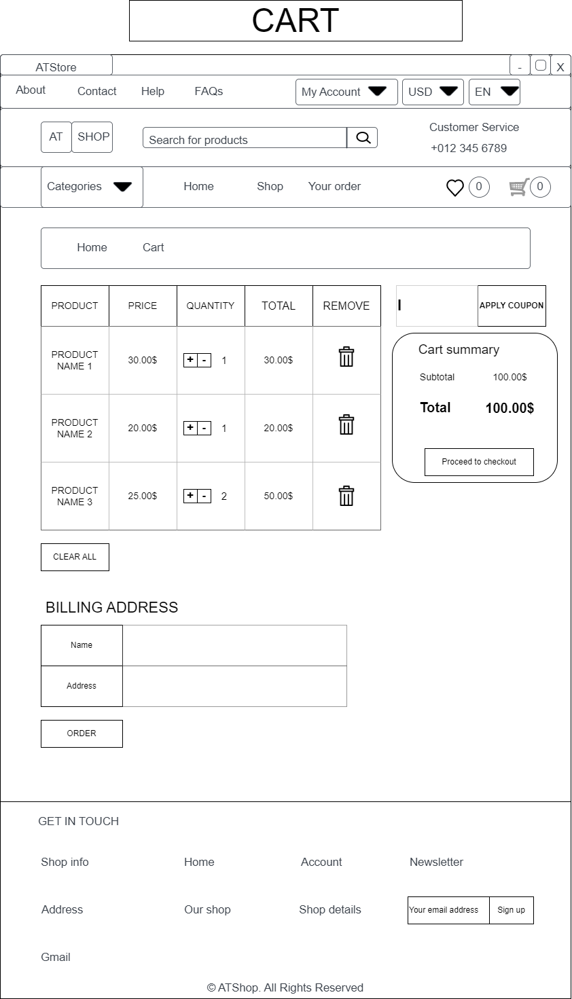 CART
ATStore
- X
About Contact Help FAQs My Account USD EN
AT SHOP Search for products
Customer Service
+012 345 6789
Categories Home Shop Your order 0 0
Home Cart
PRODUCT PRICE QUANTITY TOTAL REMOVE
PRODUCT
NAME 1
30.00$ + - 1 30.00$
PRODUCT
NAME 2
20.00$ + - 1 20.00$
PRODUCT
NAME 3
25.00$ + - 2 50.00$
APPLY COUPON
Cart summary
Subtotal 100.00$
Total 100.00$
Proceed to checkout
CLEAR ALL
BILLING ADDRESS
Name
Address
ORDER
GET IN TOUCH
Shop info Home Account Newsletter
Address Our shop Shop details Your email address Sign up
Gmail
© ATShop. All Rights Reserved